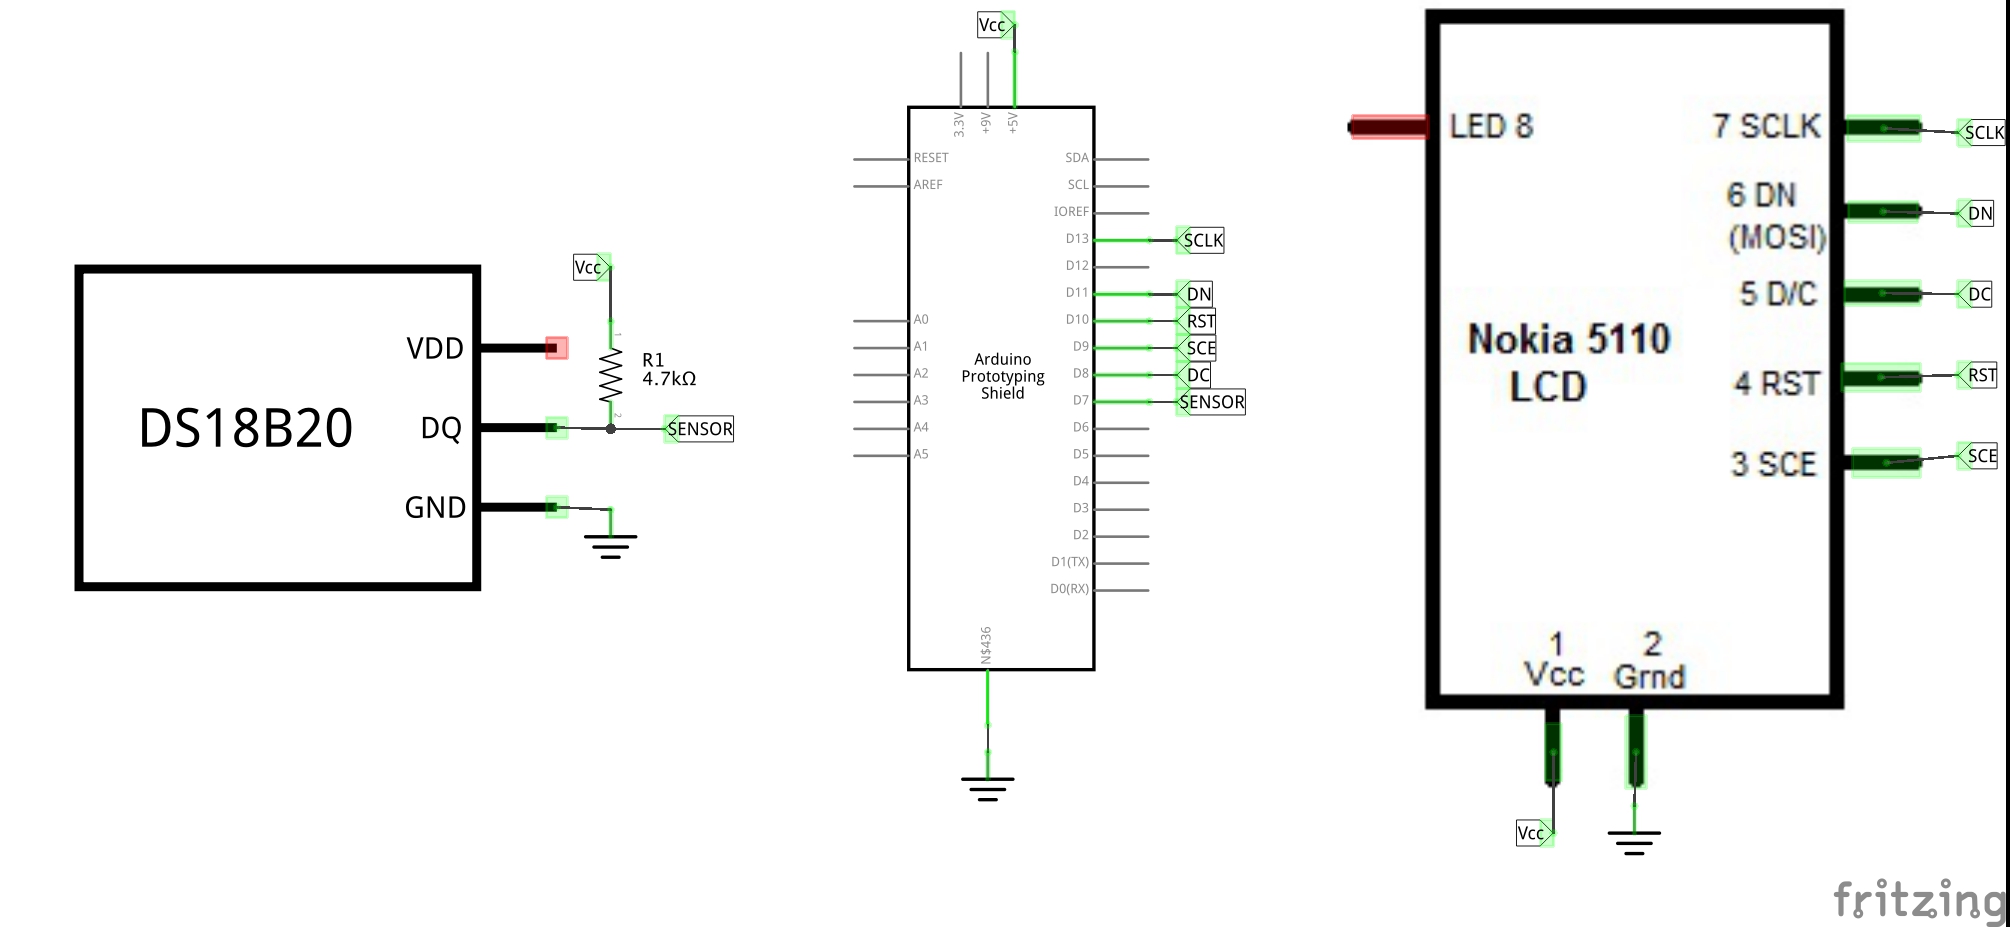 DS18B20
VDD
DQ
GND
Vcc
1
R1
4.7kΩ
2
SENSOR
Vcc
3.3V
+9V
+5V
RESET
AREF
A0
A1
A2
A3
A4
A5
Arduino
Prototyping
Shield
SDA
SCL
IOREF
D13
D12
D11
D10
D9
D8
D7
D6
D5
D4
D3
D2
D1(TX)
D0(RX)
N$436
SCLK
DN
RST
SCE
DC
SENSOR
LED 8
Nokia 5110
LCD
7 SCLK
6 DN
(MOSI)
5 D/C
4 RST
3 SCE
1
Vcc
2
Grnd
SCLK
DN
DC
RST
SCE
Vcc
fritzing